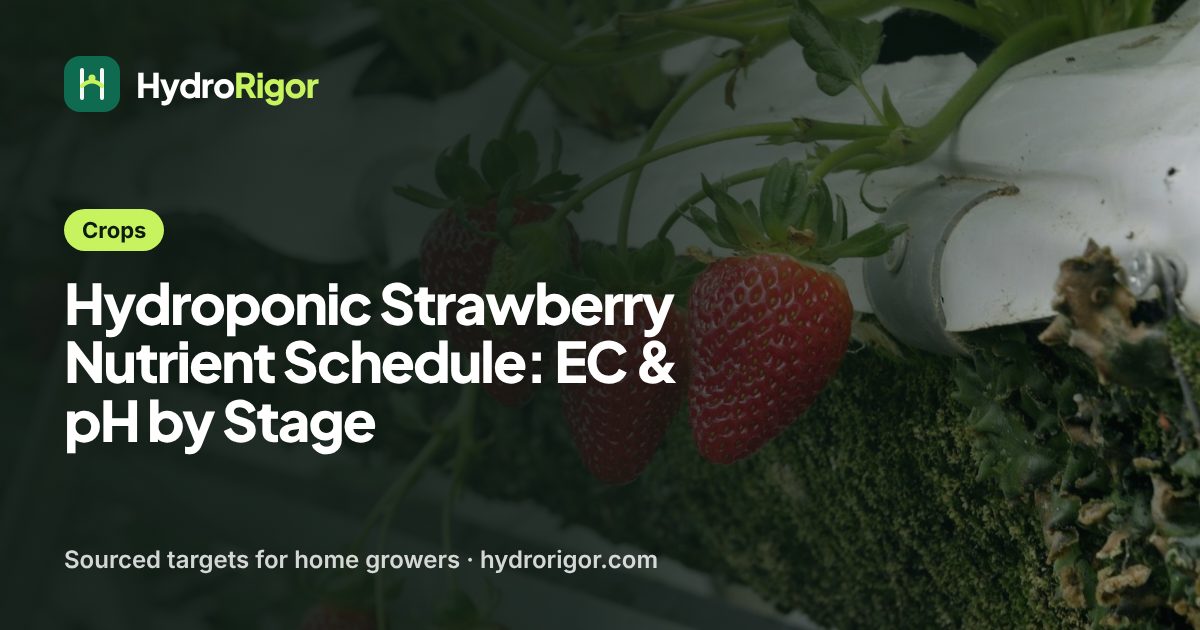 HydroRigor
Crops
Hydroponic Strawberry
Nutrient Schedule: EC &
pH by Stage
Sourced targets for home growers · hydrorigor.com